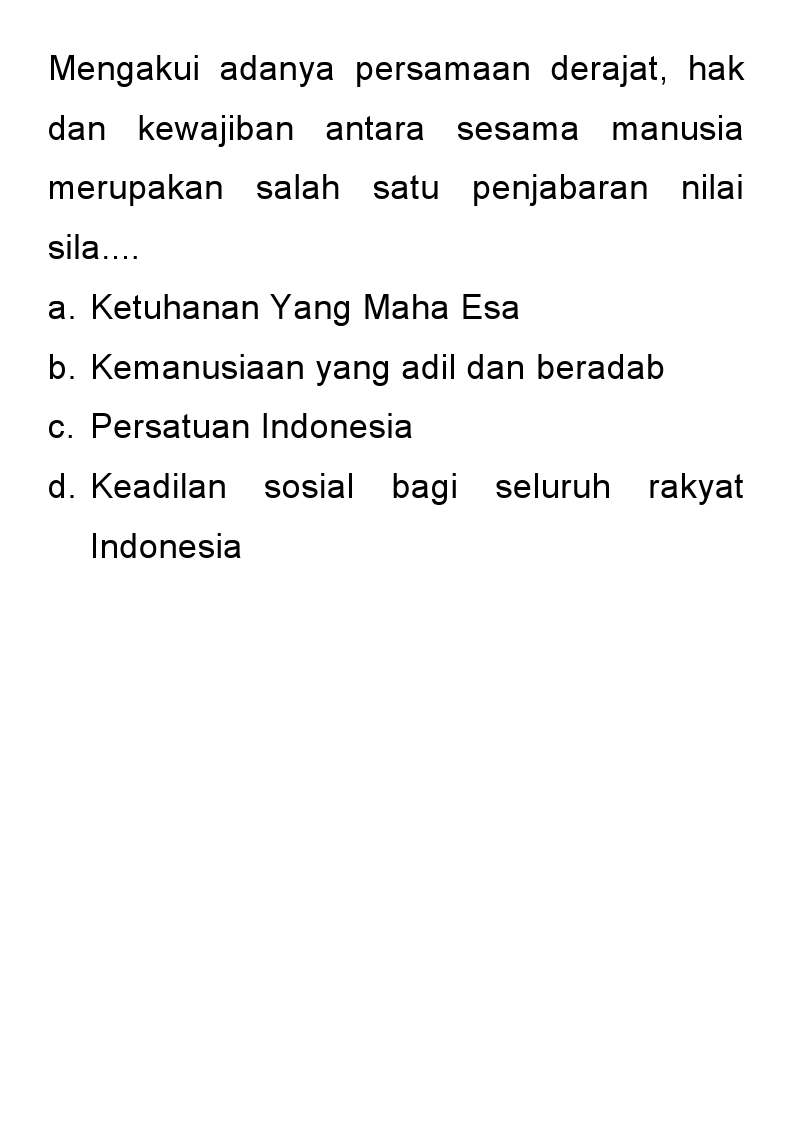 Mengakui adanya persamaan derajat, hak
dan kewajiban antara sesama manusia
merupakan salah satu penjabaran nilai
sila....
a. Ketuhanan Yang Maha Esa
b. Kemanusiaan yang adil dan beradab
c. Persatuan Indonesia
d. Keadilan sosial bagi seluruh rakyat
Indonesia